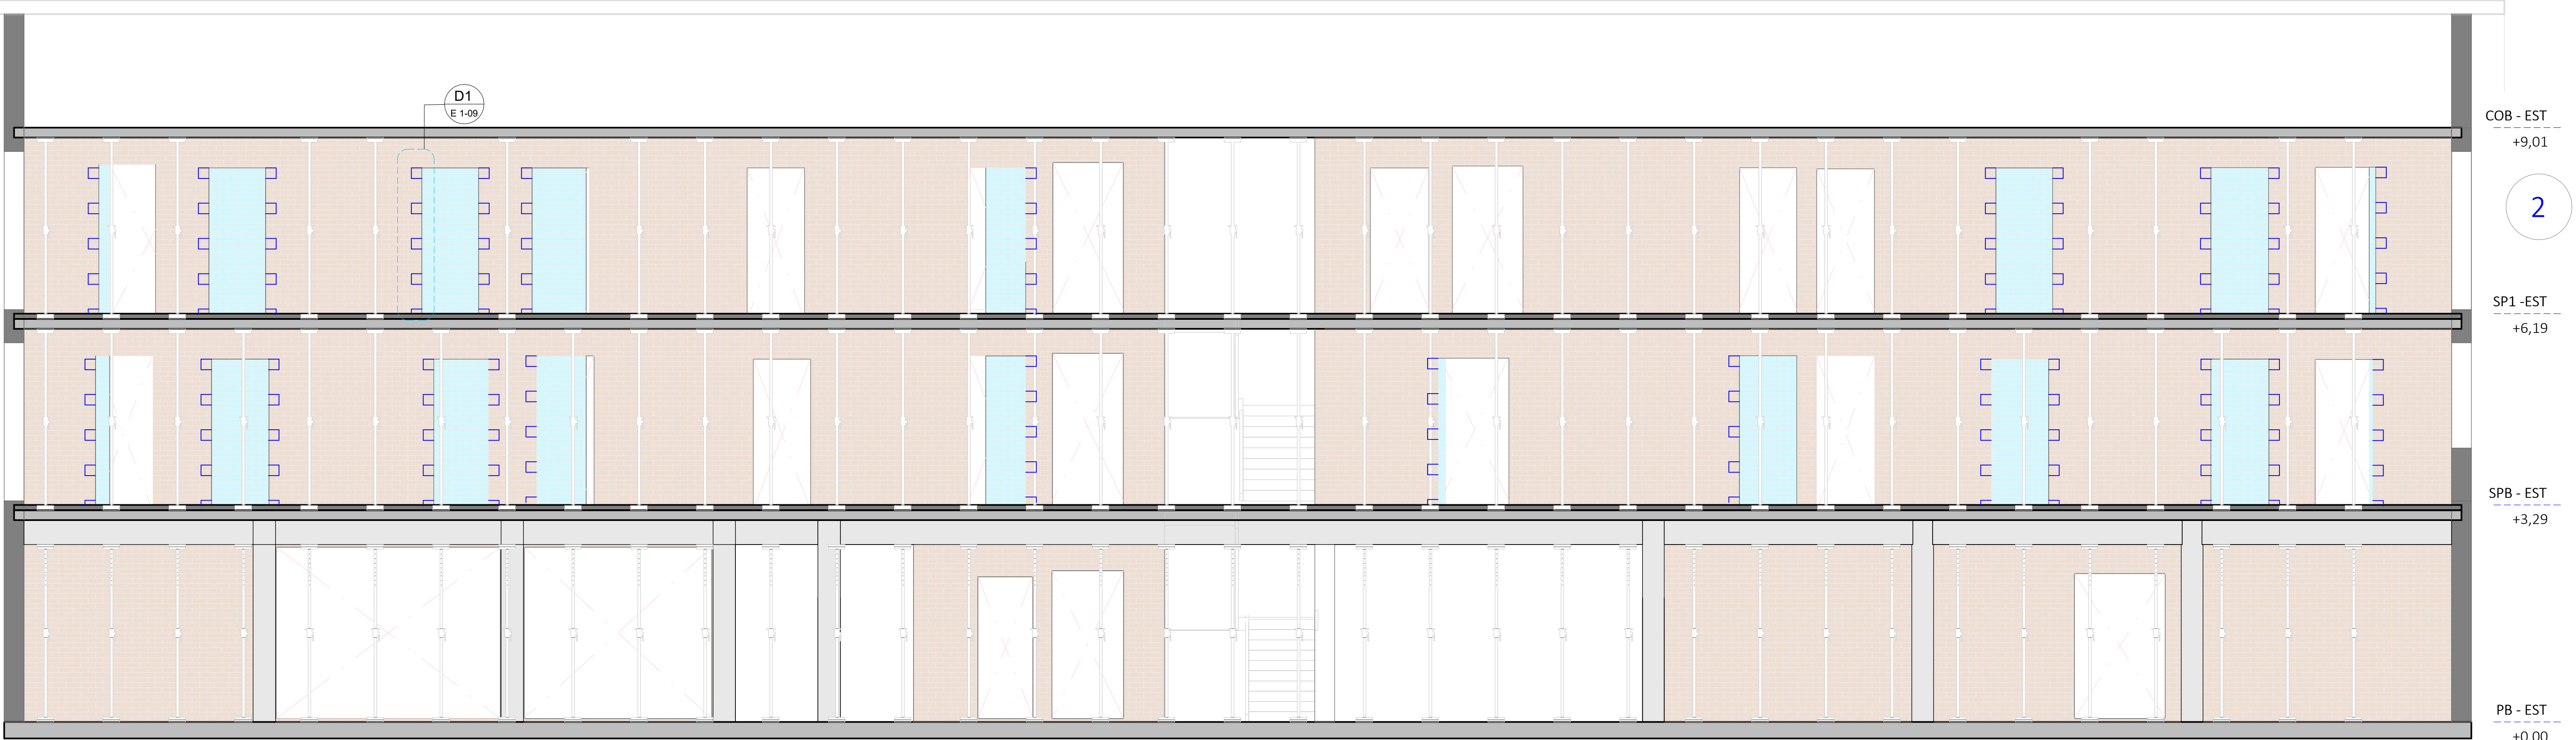 D1
E 1-09
COB - EST
+9,01
2
SP1 -EST
+6,19
SPB - EST
+3,29
PB - EST
+0,00